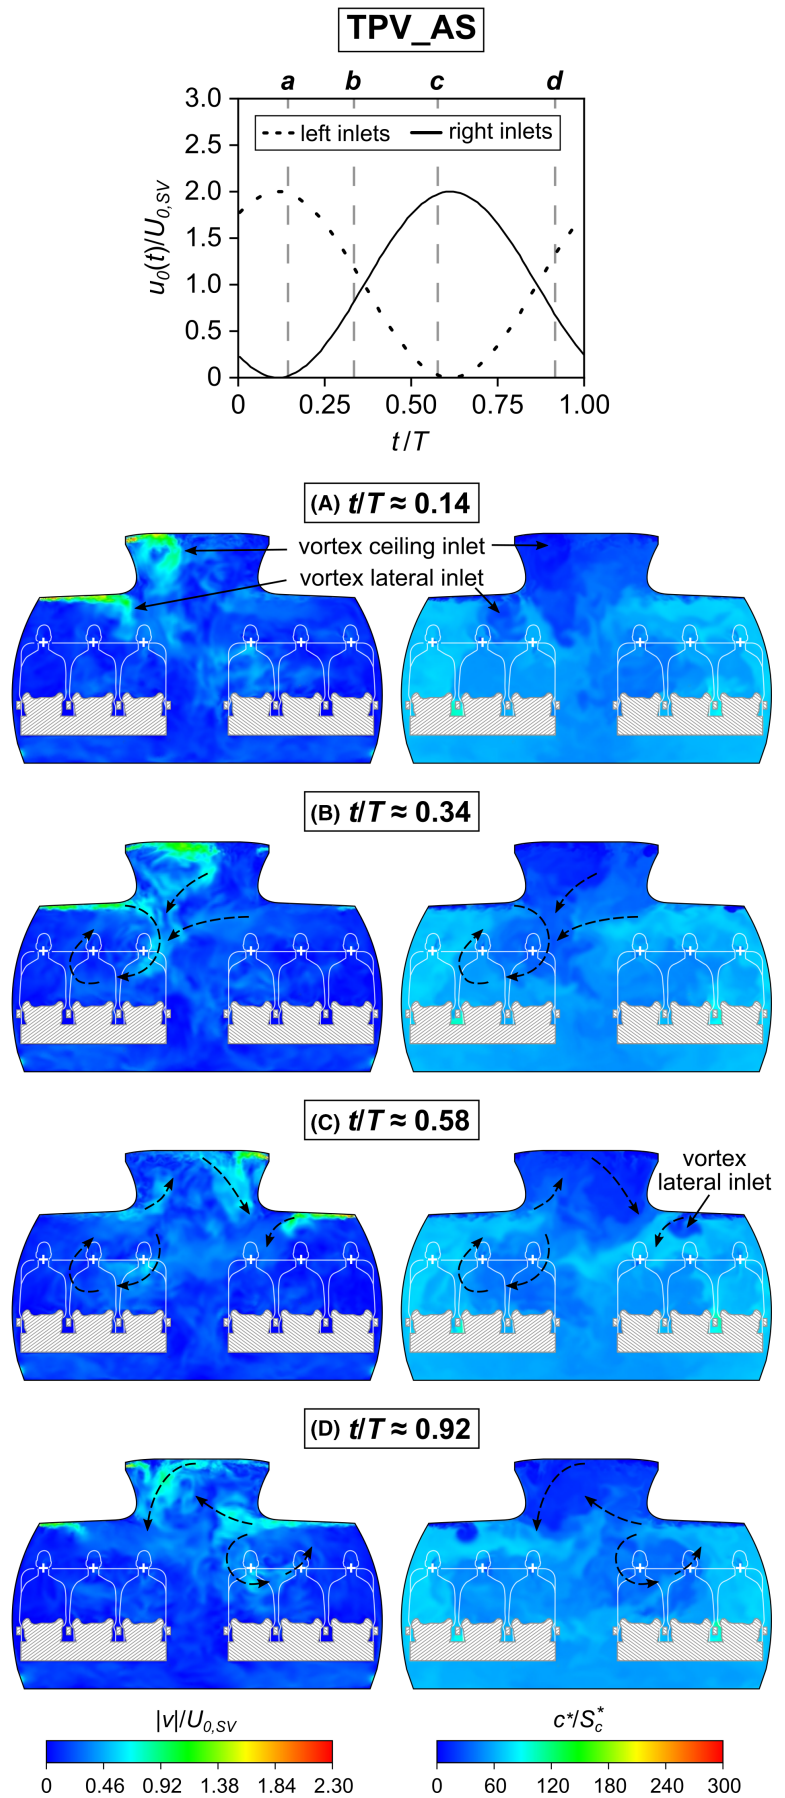 TPV_AS
a b c d
3.0
2.5
2.0
1.5
1.0
0.5
0
left inlets right inlets
u0(t)/U0,SV
0 0.25 0.50 0.75 1.00
t/T
(A) t/T ≈ 0.14
vortex ceiling inlet
vortex lateral inlet
(B) t/T ≈ 0.34
(C) t/T ≈ 0.58
vortex
lateral inlet
(D) t/T ≈ 0.92
|v|/U0,SV
0 0.46 0.92 1.38 1.84 2.30
c*/Sc*
0 60 120 180 240 300